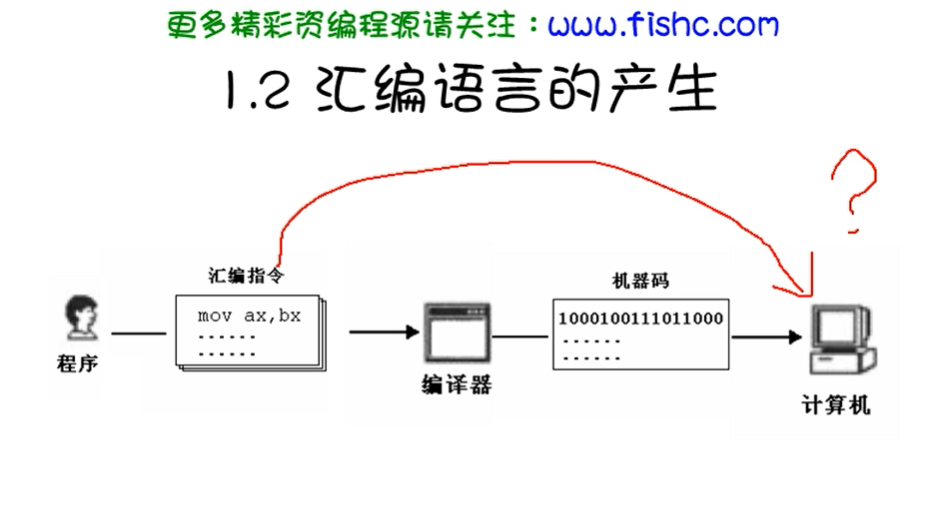 更多精彩资编程源请关注：www.fishc.com
1.2 汇编语言的产生
?
汇编指令
机器码
mov ax,bx
......
......
1000100111011000
......
......
程序
编译器
计算机